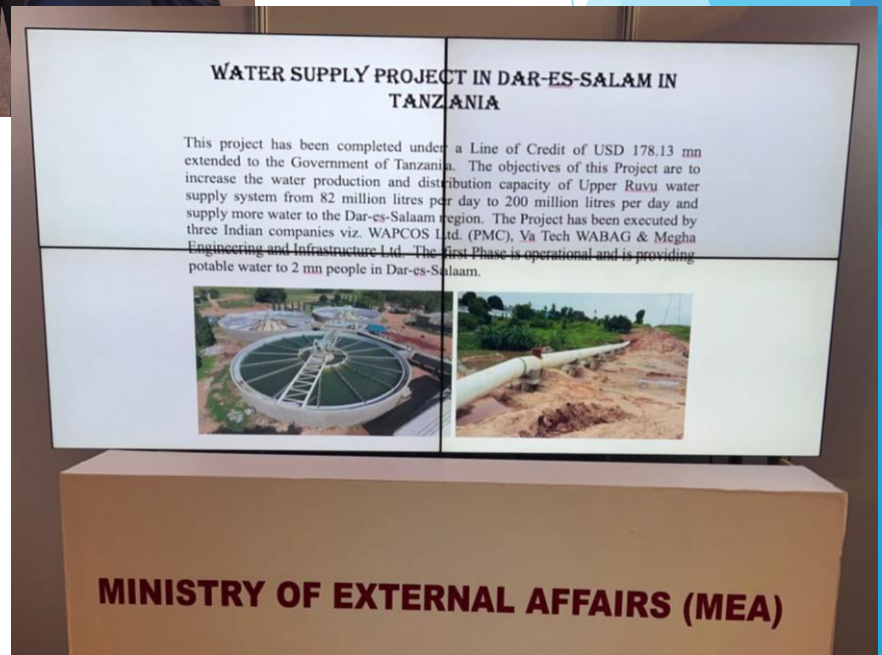 WATER SUPPLY PROJECT IN DAR-ES-SALAM IN
TANZANIA
This project has been completed under a Line of Credit of USD 178.13 mn
extended to the Government of Tanzania. The objectives of this Project are to
increase the water production and distribution capacity of Upper Ruvu water
supply system from 82 million litres per day to 200 million litres per day and
supply more water to the Dar-es-Salaam region. The Project has been executed by
three Indian companies viz. WAPCOS Ltd. (PMC), Va Tech WABAG & Megha
Engineering and Infrastructure Ltd. The first Phase is operational and is providing
potable water to 2 mn people in Dar-es-Salaam.
MINISTRY OF EXTERNAL AFFAIRS (MEA)